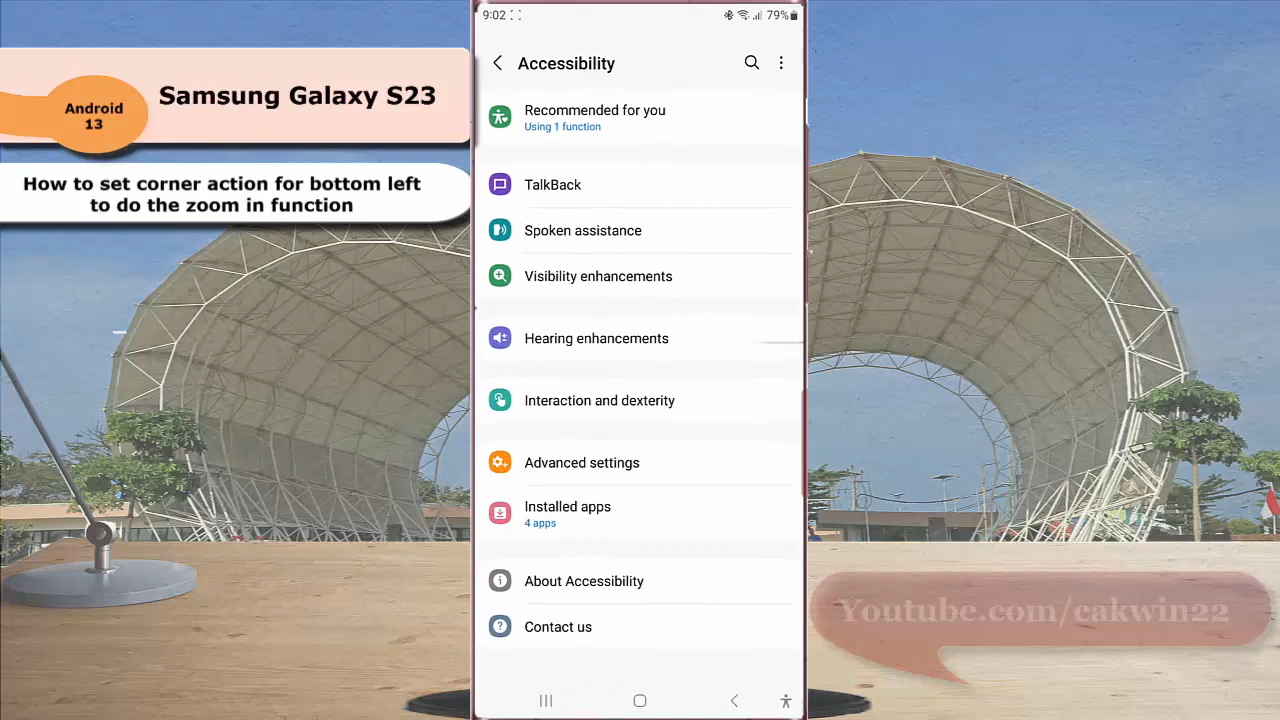 Android
13
Samsung Galaxy S23
How to set corner action for bottom left
to do the zoom in function
9:02
79%
Accessibility
Recommended for you
Using 1 function
TalkBack
Spoken assistance
Visibility enhancements
Hearing enhancements
Interaction and dexterity
Advanced settings
Installed apps
4 apps
About Accessibility
Contact us
Youtube.com/cakwin22